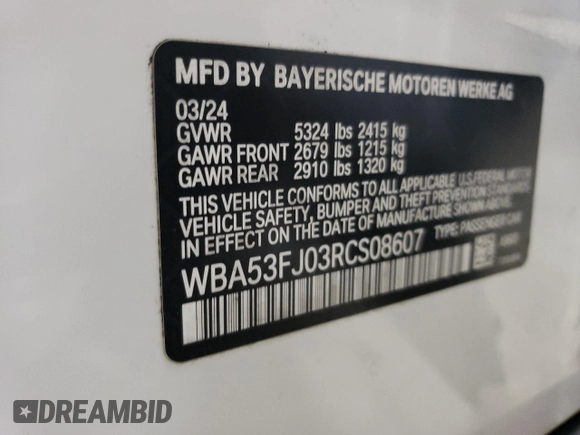 MFD BY BAYERISCHE MOTOREN WERKE AG
03/24
GVWR 5324 lbs 2415 kg
GAWR FRONT 2679 lbs 1215 kg
GAWR REAR 2910 lbs 1320 kg
THIS VEHICLE CONFORMS TO ALL APPLICABLE U.S. FEDERAL MOTOR
VEHICLE SAFETY, BUMPER AND THEFT PREVENTION STANDARDS
IN EFFECT ON THE DATE OF MANUFACTURE SHOWN ABOVE.
WBA53FJ03RCS08607 TYPE: PASSENGER CAR
DREAMBID